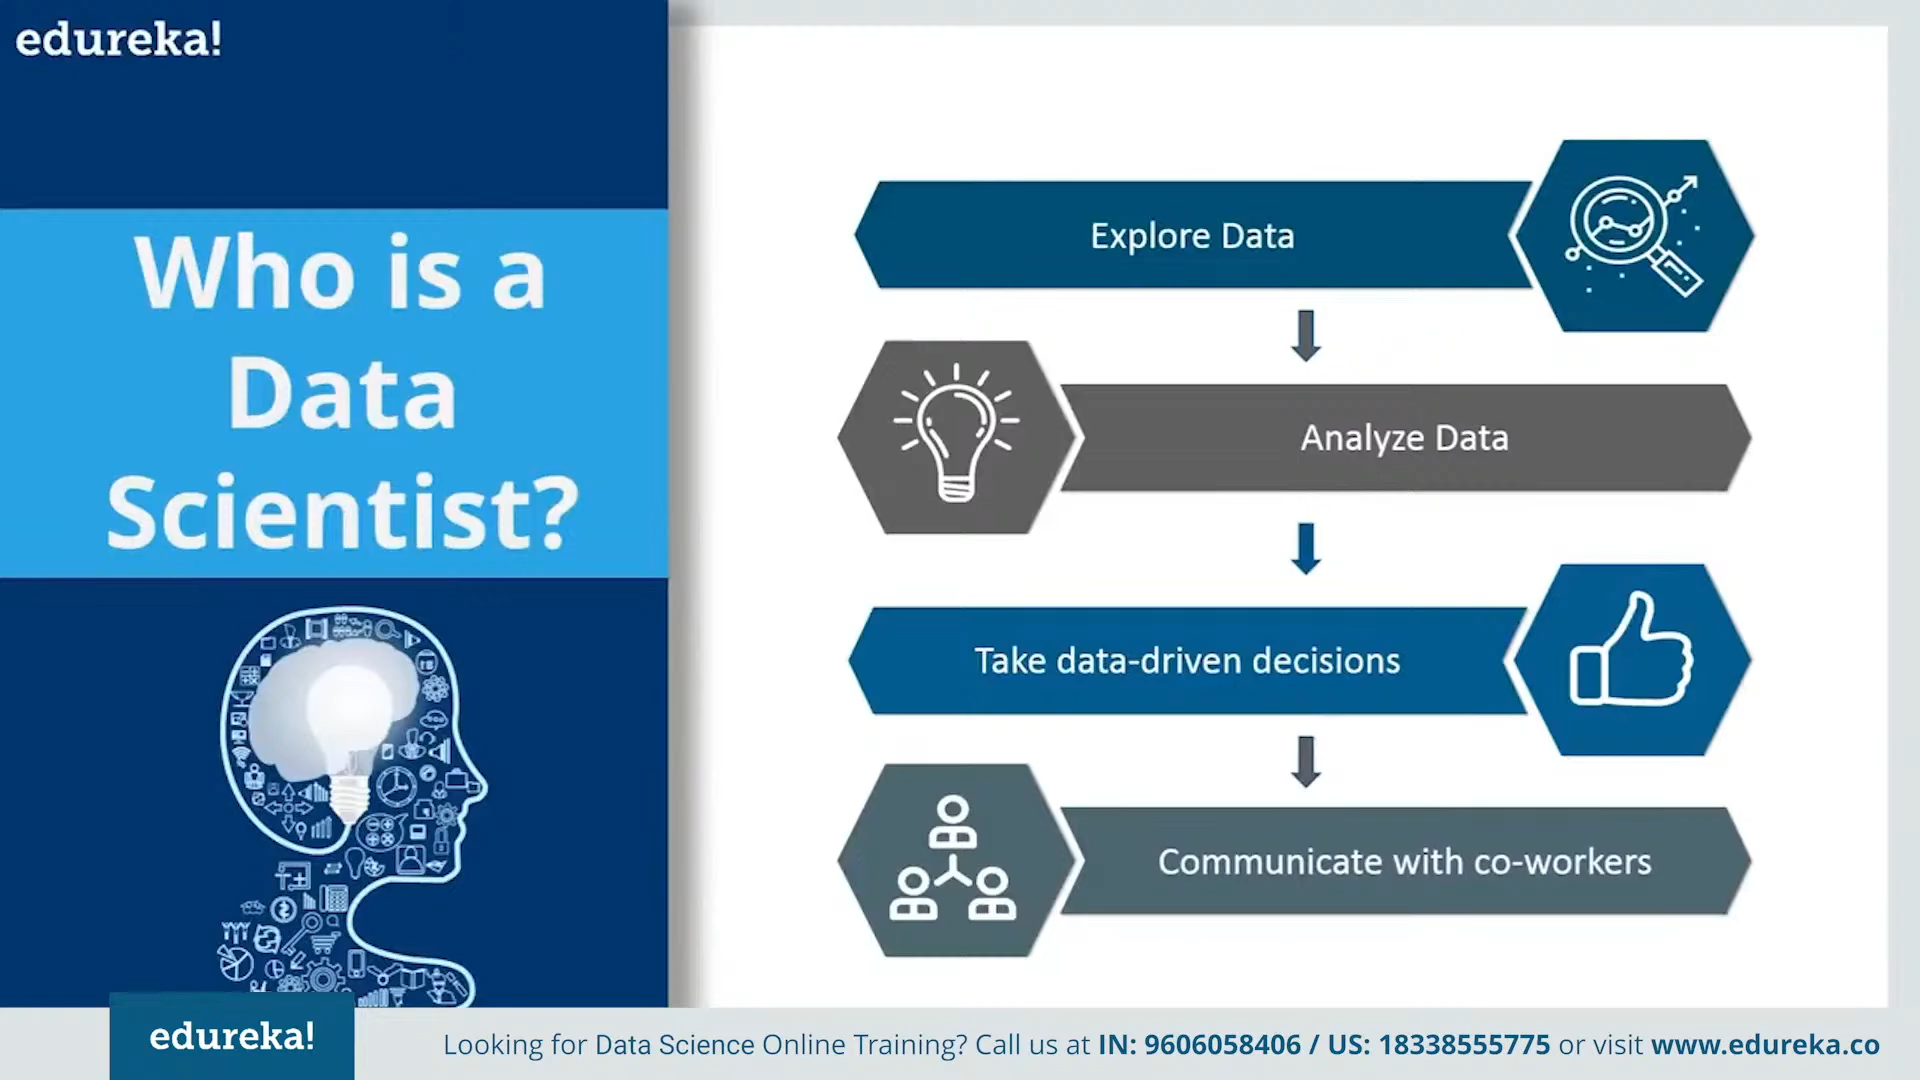 edureka!
Who is a
Data
Scientist?
Explore Data
Analyze Data
Take data-driven decisions
Communicate with co-workers
edureka!
Looking for Data Science Online Training? Call us at IN: 9606058406 / US: 18338555775 or visit www.edureka.co